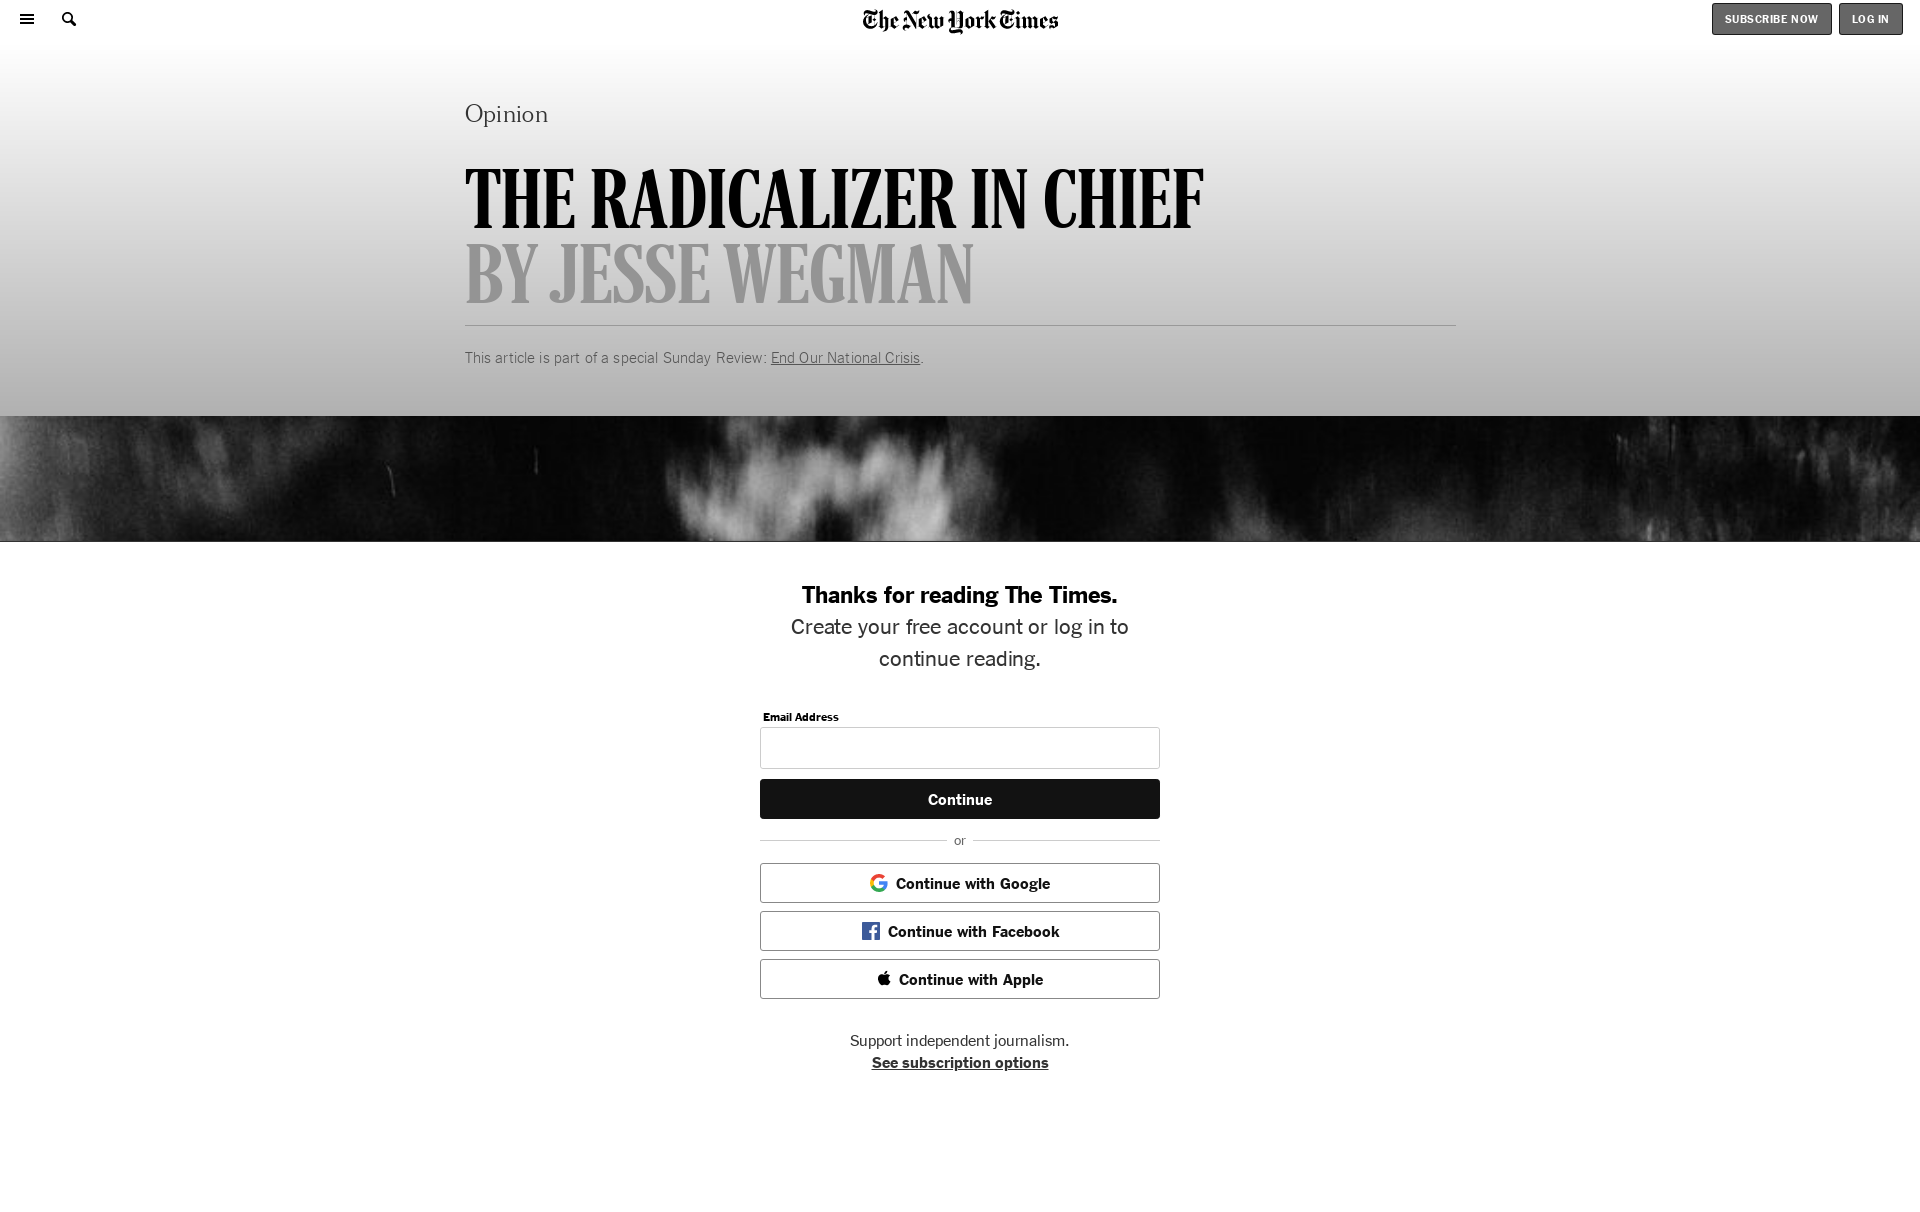 The New York Times
SUBSCRIBE NOW
LOG IN
Opinion
THE RADICALIZER IN CHIEF
BY JESSE WEGMAN
This article is part of a special Sunday Review: End Our National Crisis.
Thanks for reading The Times.
Create your free account or log in to
continue reading.
Email Address
Continue
or
Continue with Google
Continue with Facebook
Continue with Apple
Support independent journalism.
See subscription options